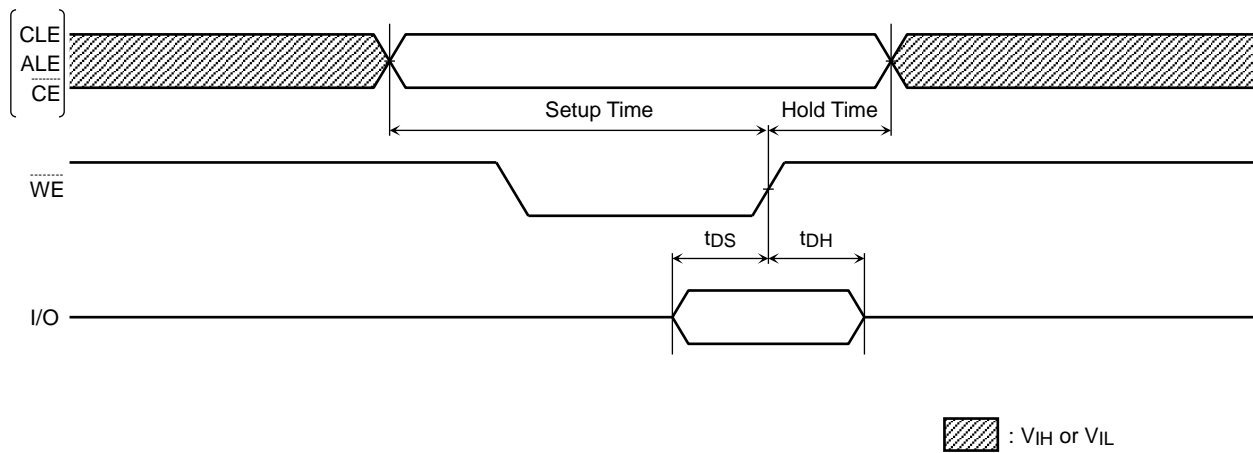 CLE
ALE
CE
Setup Time
Hold Time
WE
tDS
tDH
I/O
: VIH or VIL